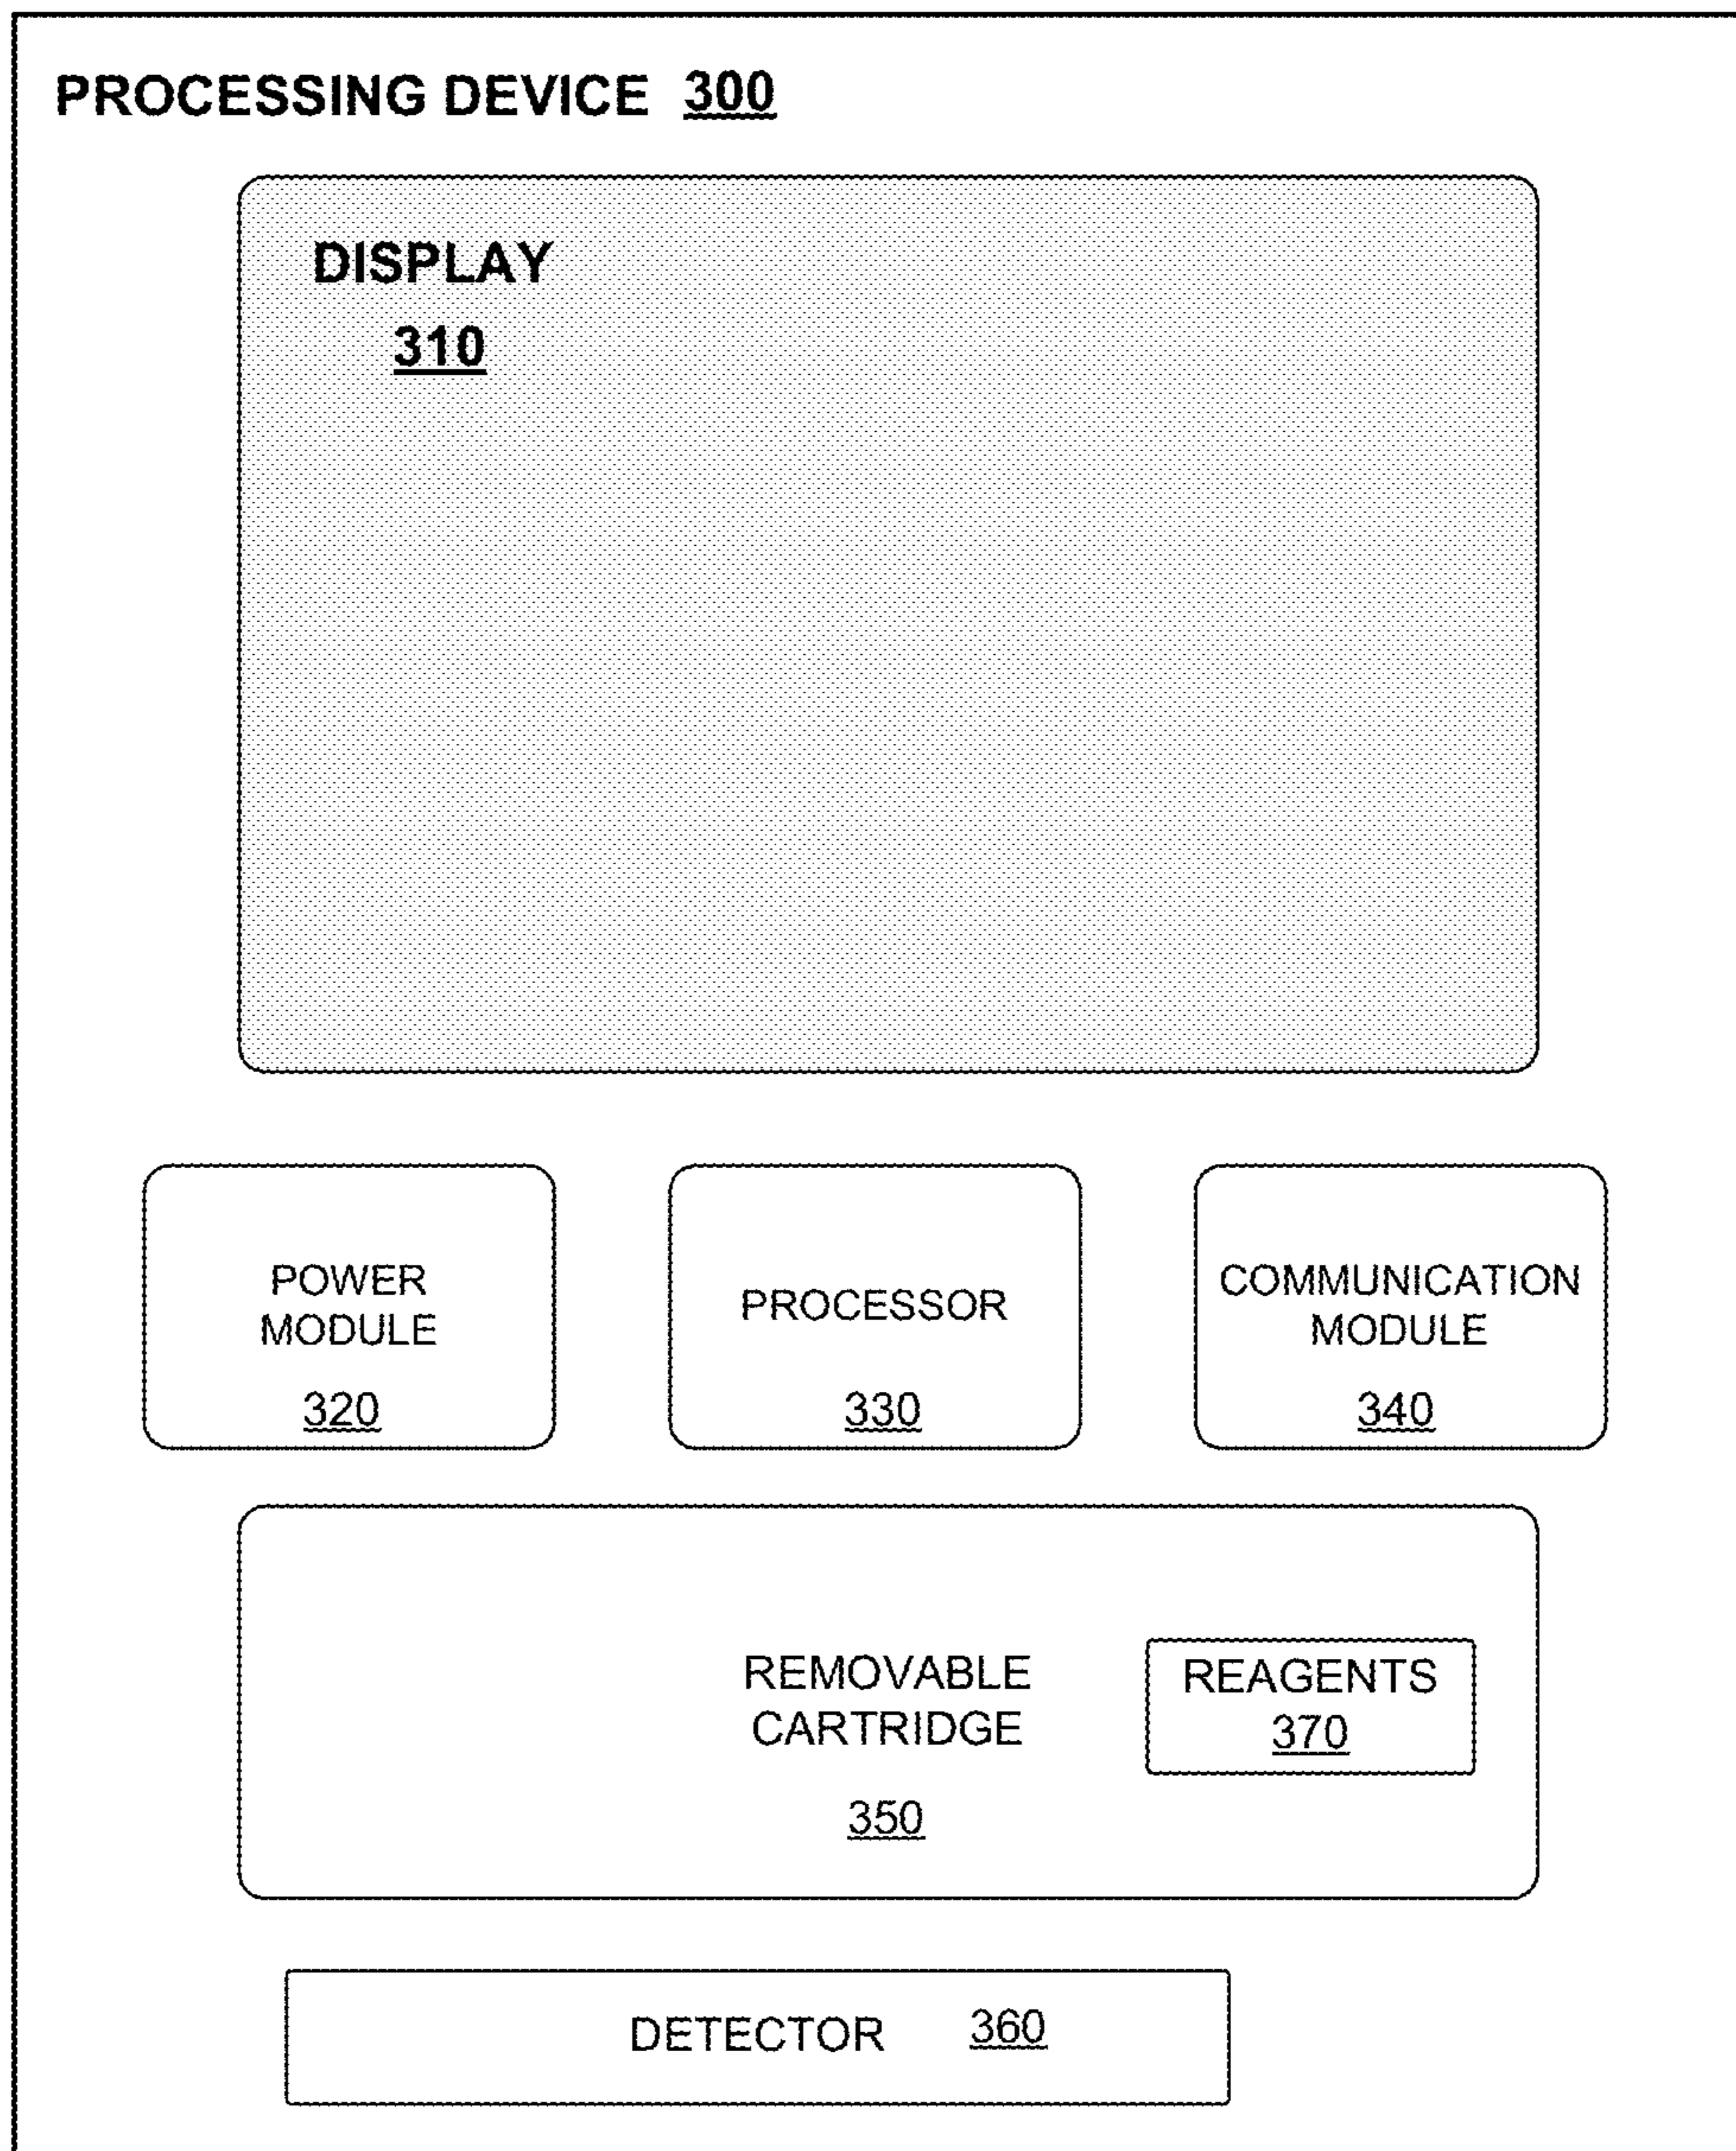 PROCESSING DEVICE 300
DISPLAY
310
POWER
MODULE
320
PROCESSOR
330
COMMUNICATION
MODULE
340
REMOVABLE
CARTRIDGE
350
REAGENTS
370
DETECTOR 360